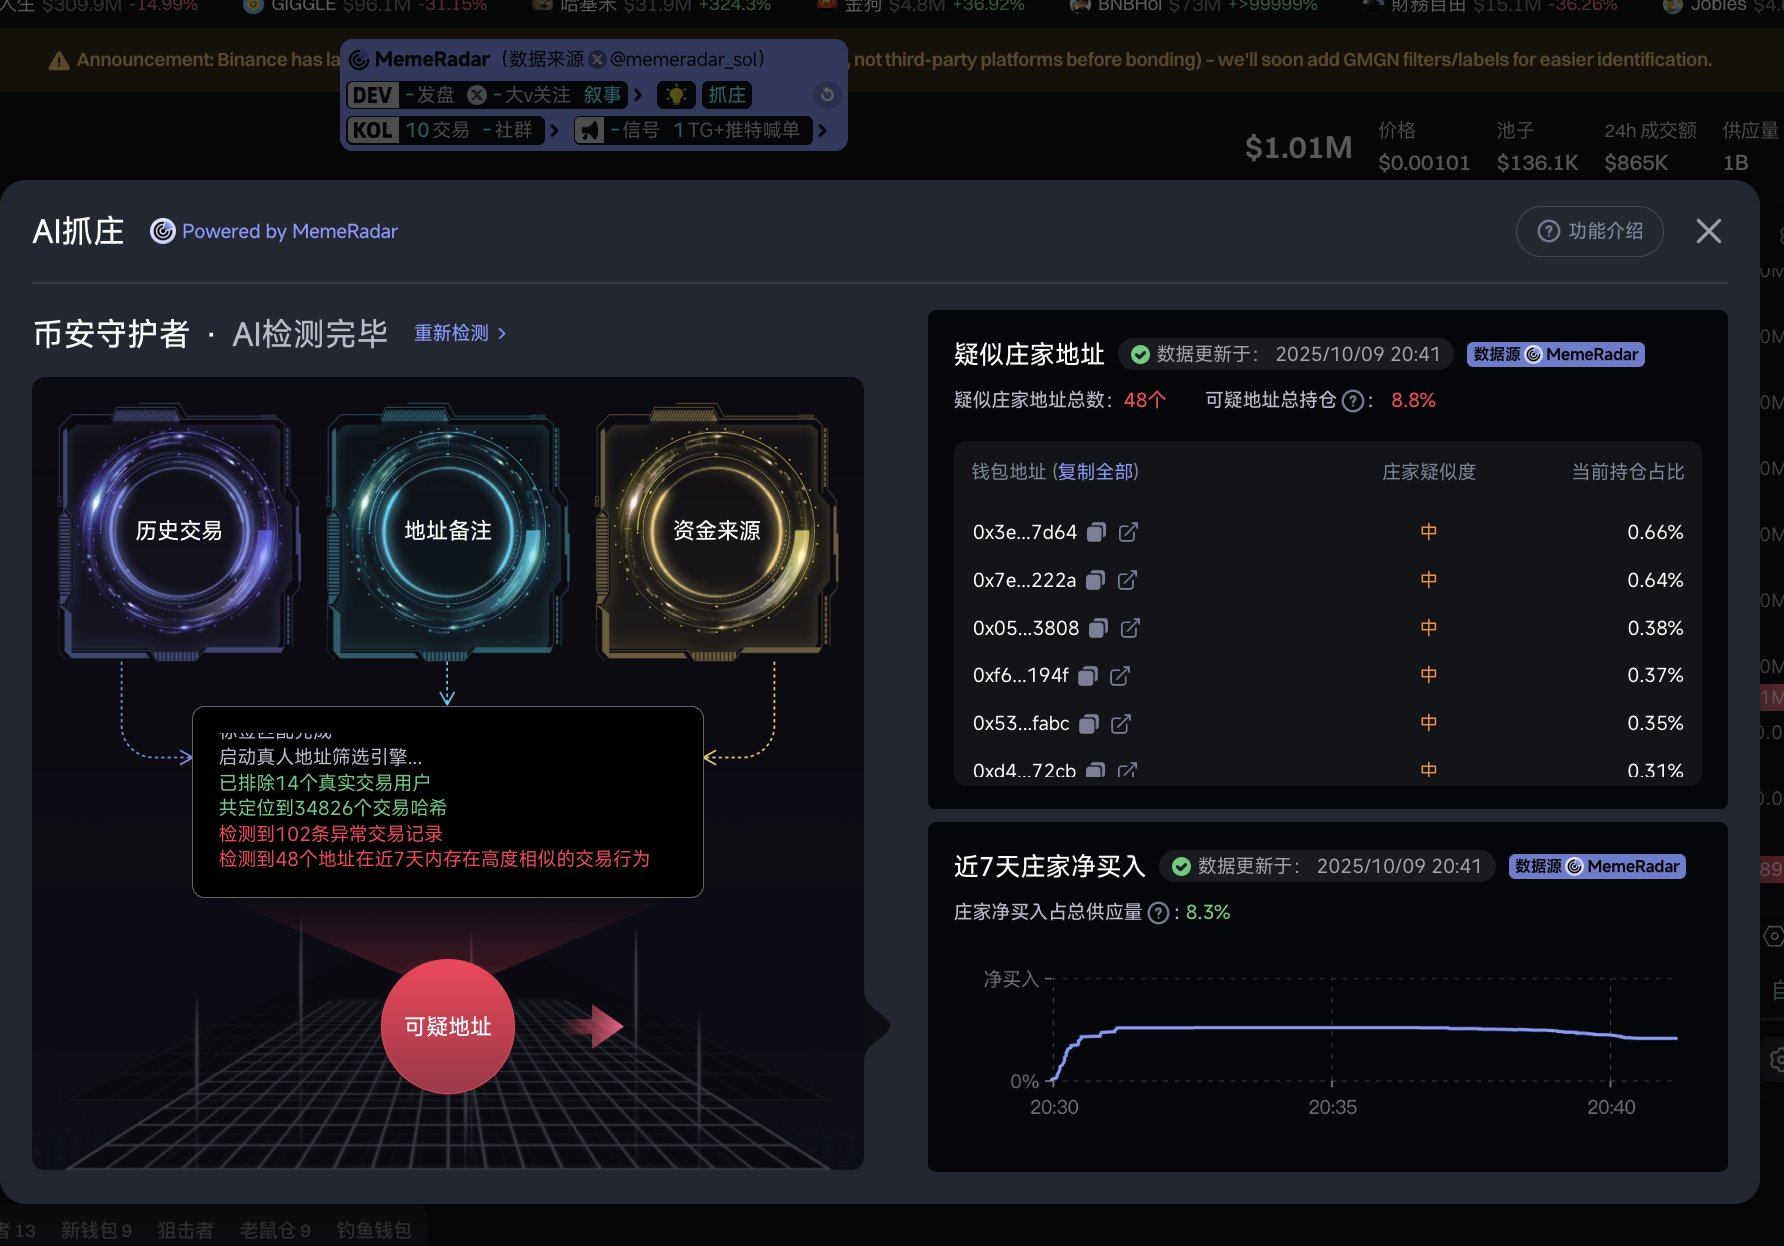 人生 $309.9M -14.99% GIGGLE $96.1M -31.15% 哈基米 $31.9M +324.3% 金狗 $4.8M +36.92% BNBHol $73M +>99999% 財務自由 $15.1M -36.26% Jobies
Announcement: Binance has la
, not third-party platforms before bonding) – we'll soon add GMGN filters/labels for easier identification.
MemeRadar (数据来源 @memeradar_sol)
DEV -发盘 -大v关注 叙事 抓庄
KOL 10交易 -社群 -信号 1TG+推特喊单
$1.01M
价格 池子 24h 成交额 供应量
$0.00101 $136.1K $865K 1B
AI抓庄 Powered by MemeRadar 功能介绍
币安守护者 · AI检测完毕 重新检测
历史交易 地址备注 资金来源
启动真人地址筛选引擎...
已排除14个真实交易用户
共定位到34826个交易哈希
检测到102条异常交易记录
检测到48个地址在近7天内存在高度相似的交易行为
可疑地址
疑似庄家地址 数据更新于: 2025/10/09 20:41 数据源 MemeRadar
疑似庄家地址总数: 48个 可疑地址总持仓 : 8.8%
钱包地址 (复制全部) 庄家疑似度 当前持仓占比
0x3e...7d64 中 0.66%
0x7e...222a 中 0.64%
0x05...3808 中 0.38%
0xf6...194f 中 0.37%
0x53...fabc 中 0.35%
0xd4...72cb 中 0.31%
近7天庄家净买入 数据更新于: 2025/10/09 20:41 数据源 MemeRadar
庄家净买入占总供应量 : 8.3%
净买入
0%
20:30 20:35 20:40
者 13 新钱包 9 狙击者 老鼠仓 9 钓鱼钱包